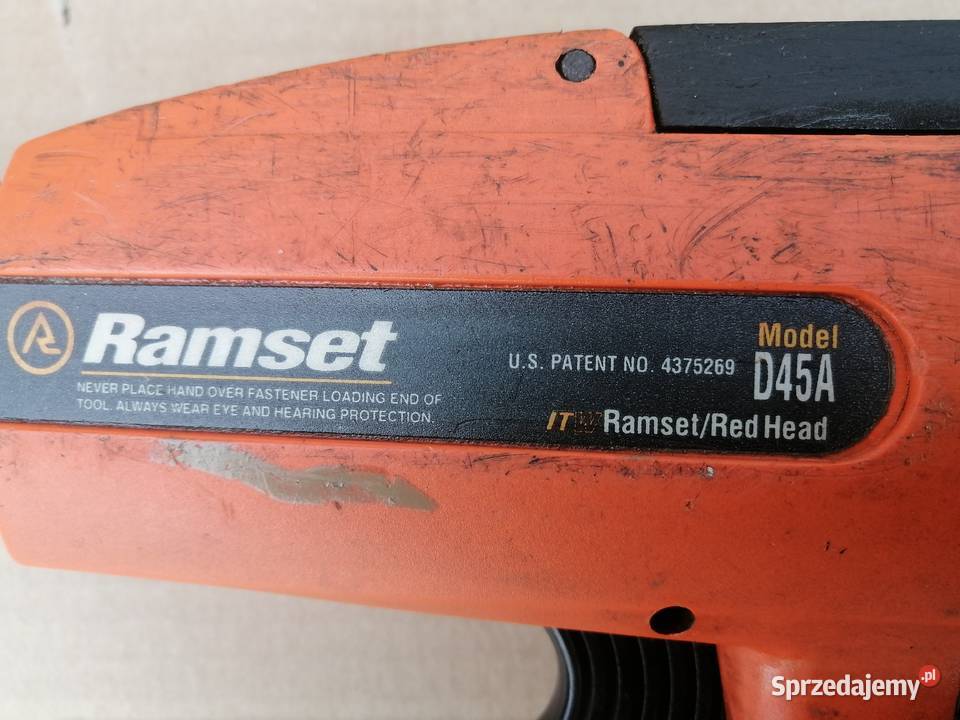 Ramset
NEVER PLACE HAND OVER FASTENER LOADING END OF
TOOL. ALWAYS WEAR EYE AND HEARING PROTECTION.
U.S. PATENT NO. 4375269
Model
D45A
ITW Ramset/Red Head
Sprzedajemy.pl